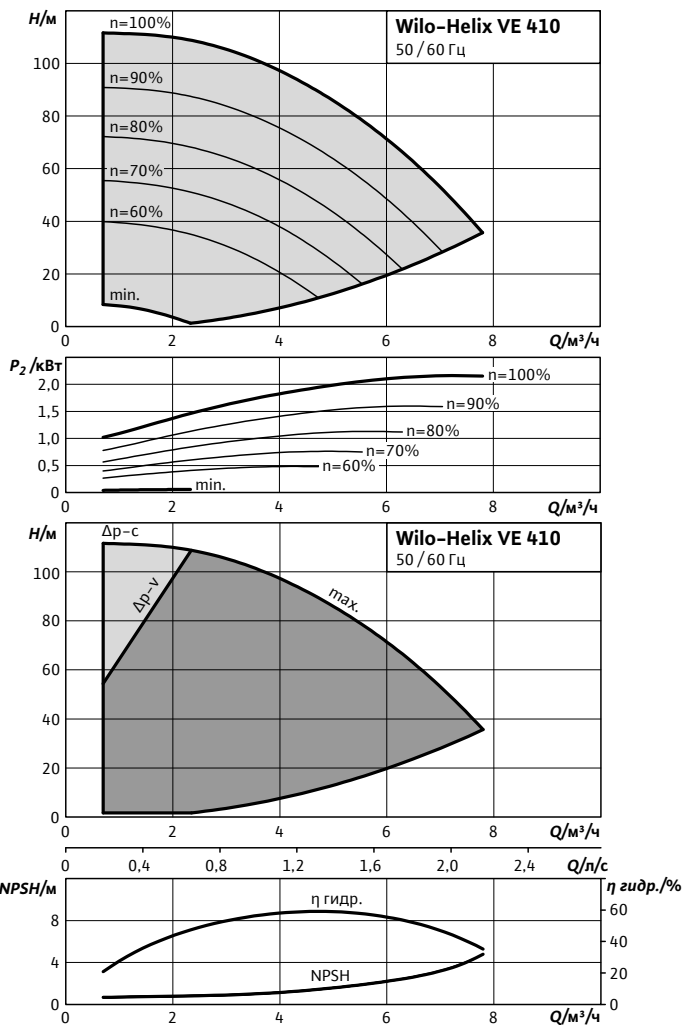 H/м
n=100%
Wilo-Helix VE 410
50 / 60 Гц
100
n=90%
80
n=80%
60
n=70%
40
n=60%
20
min.
0
0 2 4 6 8 Q/м³/ч
P₂ /кВт
2,0
n=100%
1,5
n=90%
1,0
n=80%
n=70%
0,5
n=60%
min.
0
0 2 4 6 8 Q/м³/ч
H/м
Δp-c
Wilo-Helix VE 410
50 / 60 Гц
100
Δp-v
max.
80
60
40
20
0
0 2 4 6 8 Q/м³/ч
0 0,4 0,8 1,2 1,6 2,0 2,4 Q/л/с
NPSH/м
η гидр./%
η гидр.
8
60
40
4
NPSH
20
0
0
0 2 4 6 8 Q/м³/ч